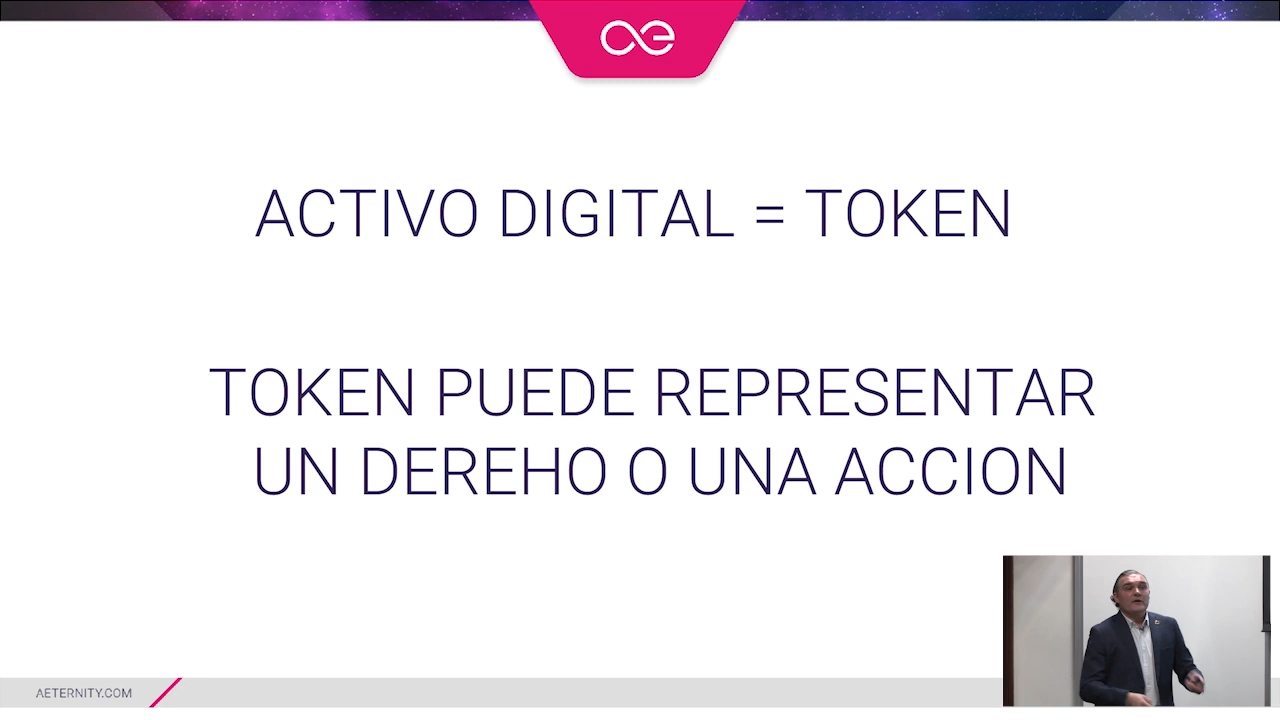 ACTIVO DIGITAL = TOKEN
TOKEN PUEDE REPRESENTAR
UN DEREHO O UNA ACCION
AETERNITY.COM